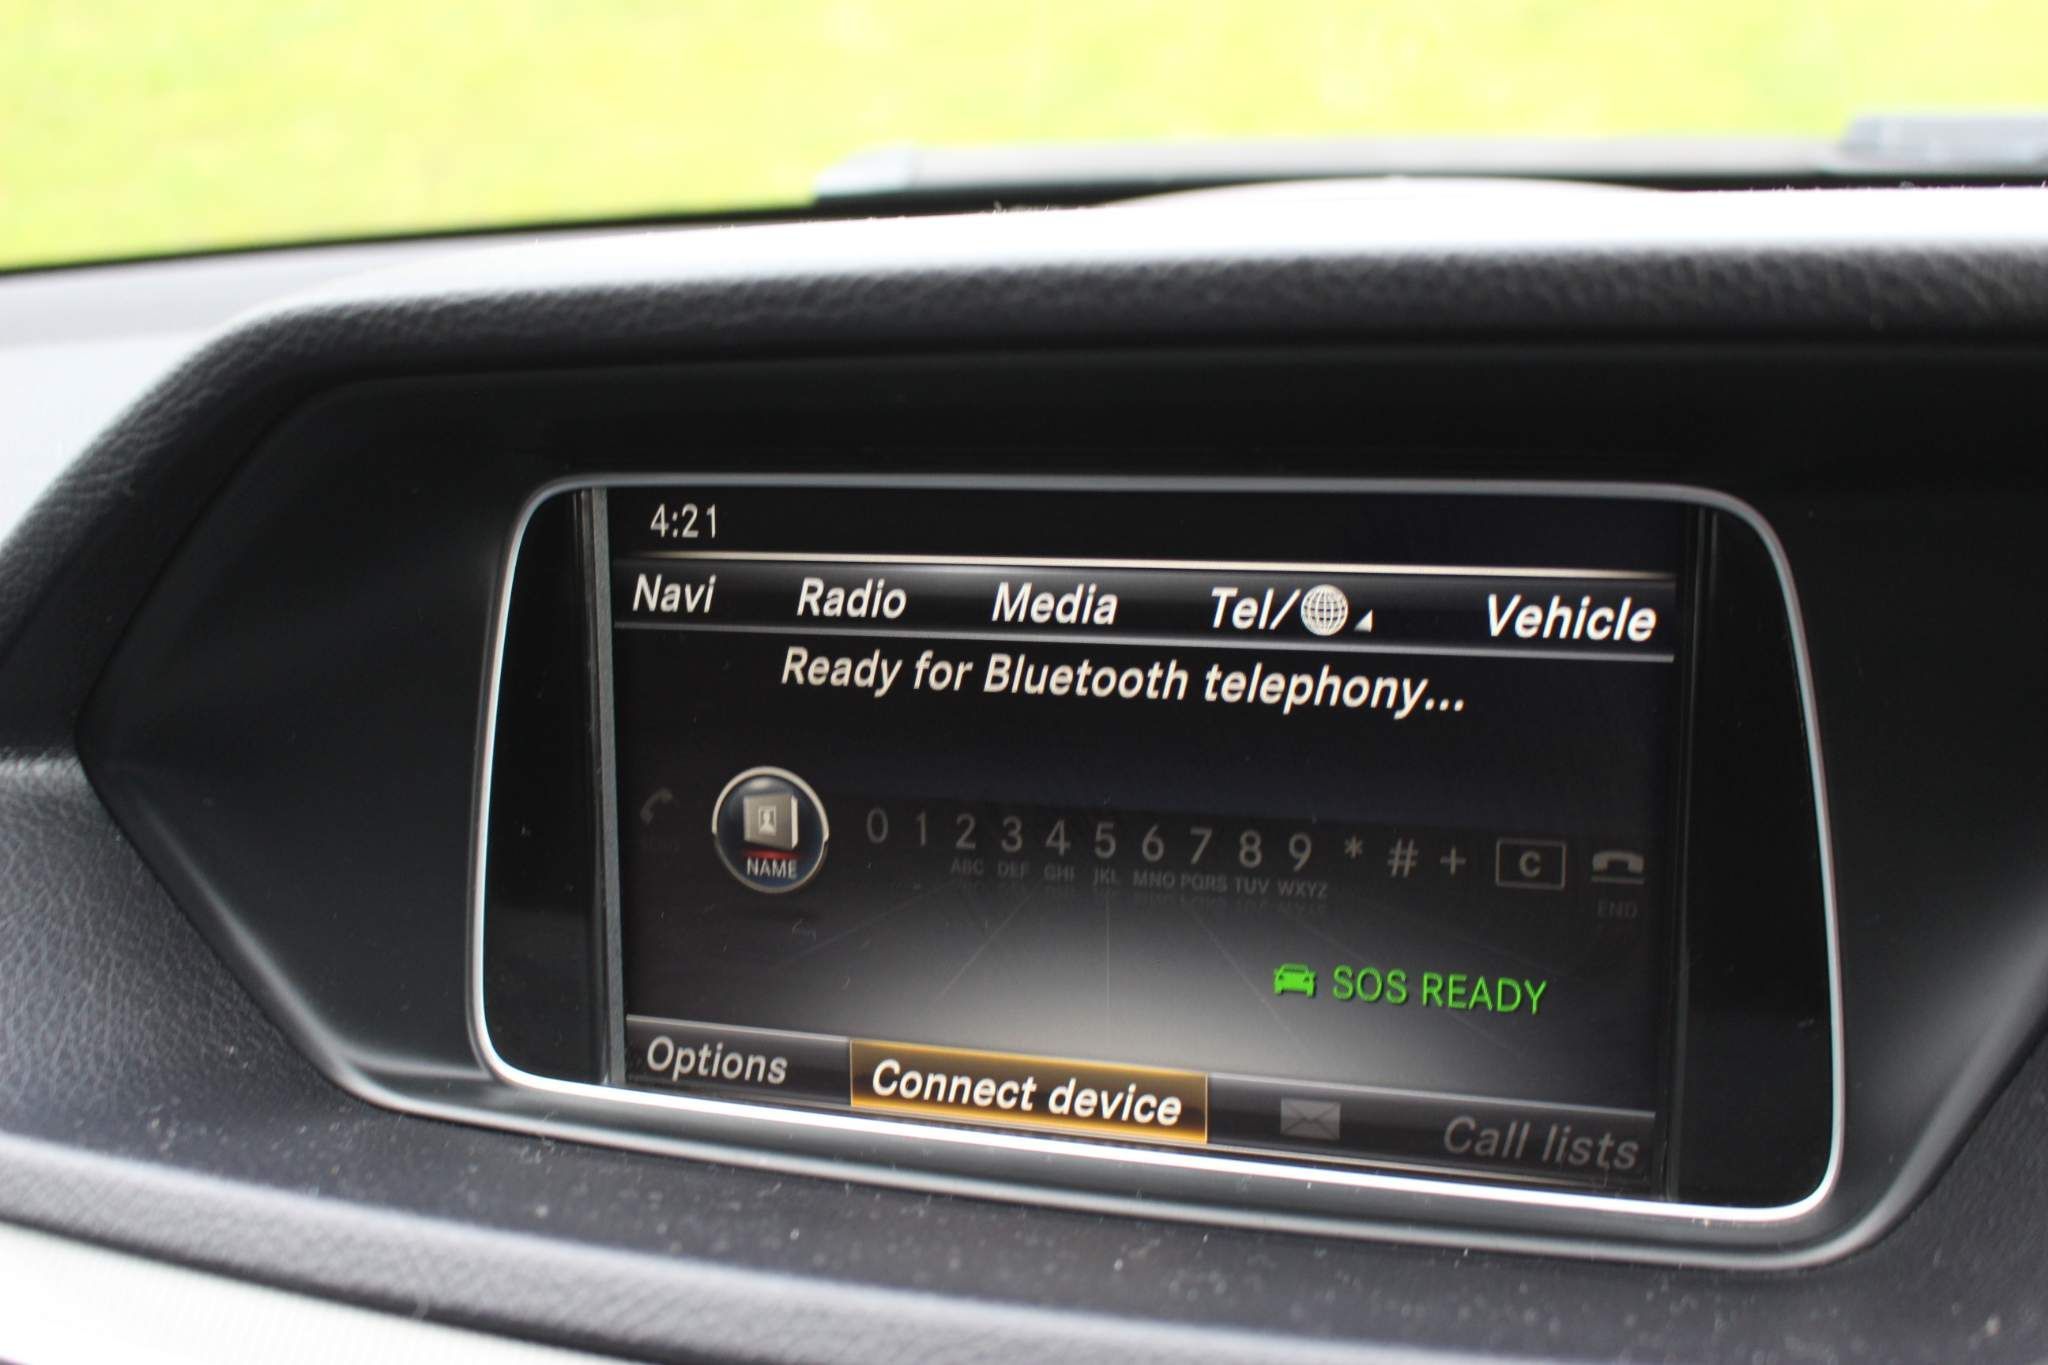 4:21
Navi Radio Media Tel/ Vehicle
Ready for Bluetooth telephony...
NAME 0 1 2 3 4 5 6 7 8 9 * # + C
SEND ABC DEF GHI JKL MNO PQRS TUV WXYZ END
SOS READY
Options Connect device Call lists